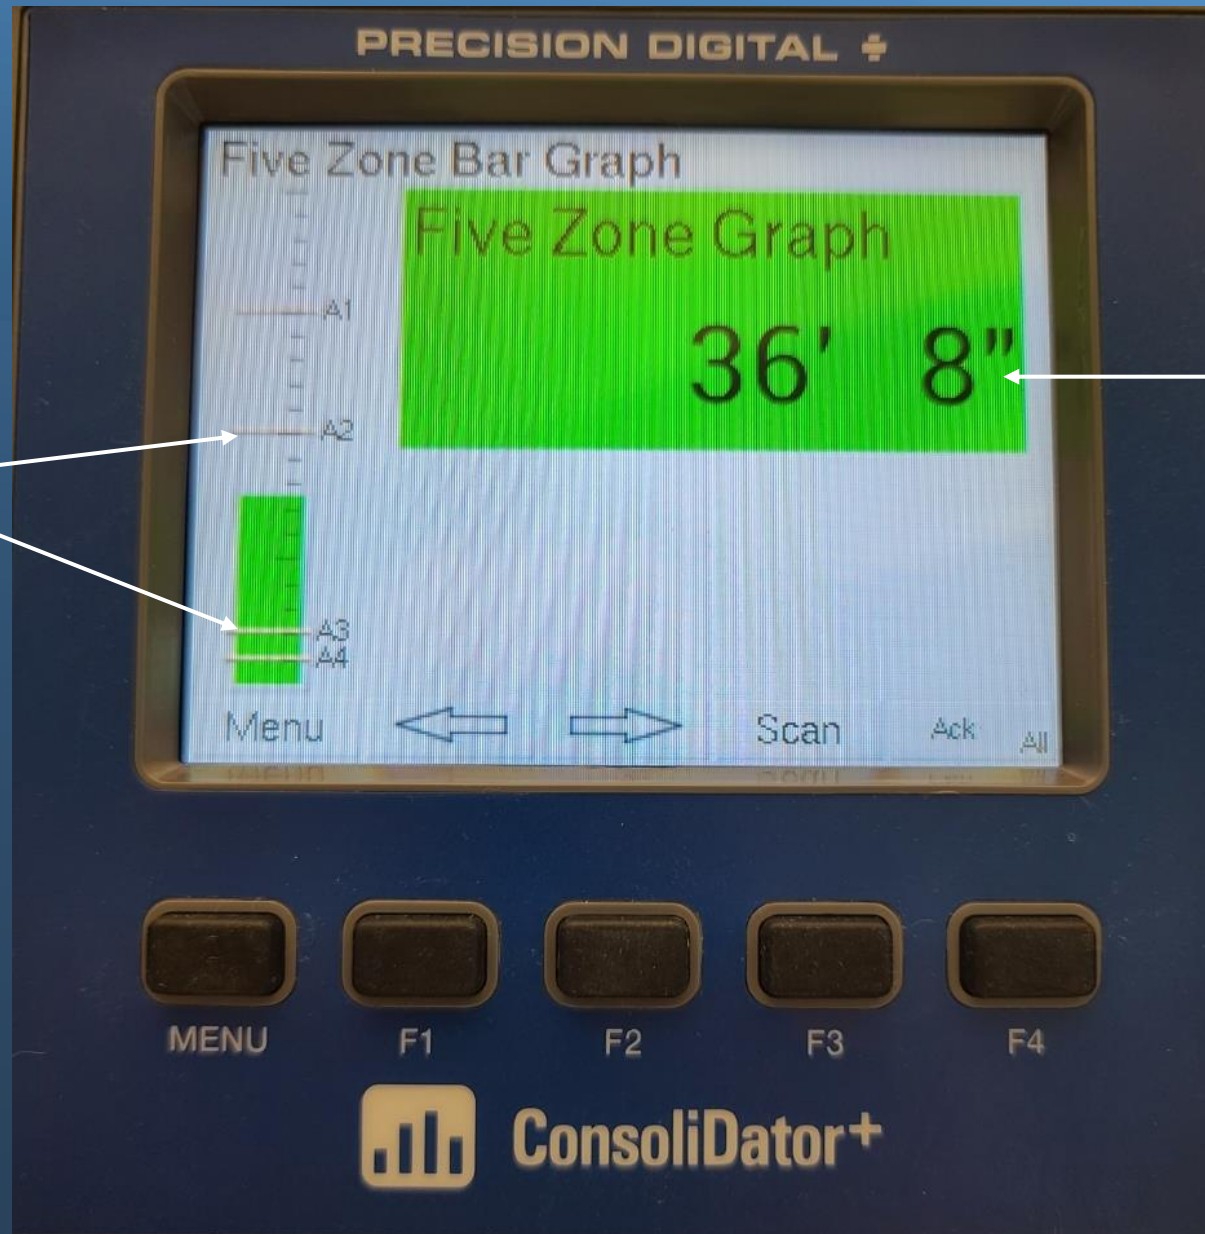 PRECISION DIGITAL
Five Zone Bar Graph
Five Zone Graph
A1
36' 8"
A2
A3
A4
Menu
Scan
Ack
All
MENU
F1
F2
F3
F4
ConsoliDator+